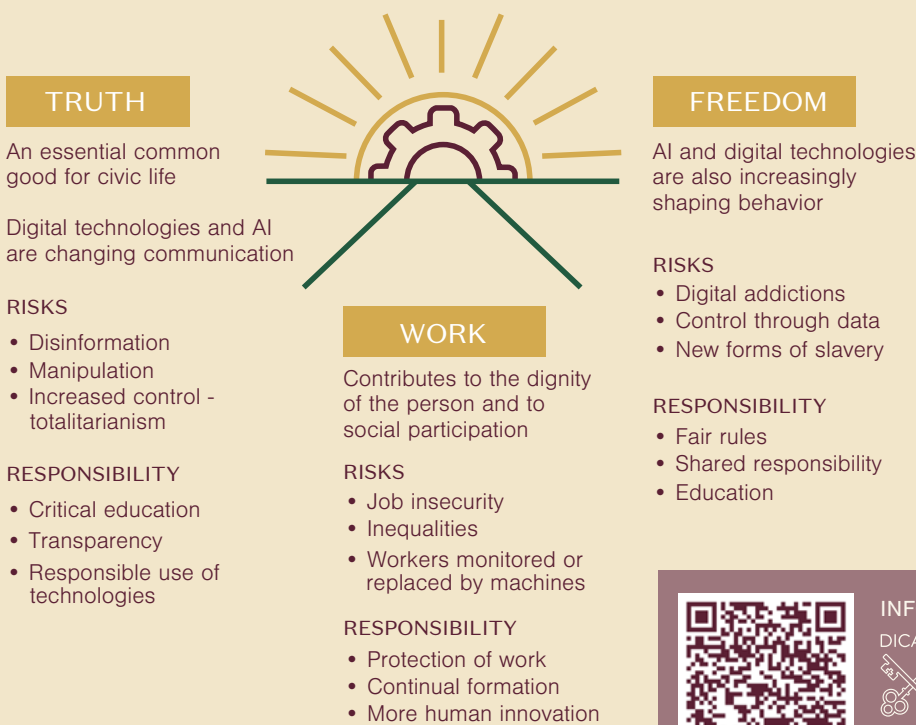 TRUTH
An essential common
good for civic life
Digital technologies and AI
are changing communication
RISKS
• Disinformation
• Manipulation
• Increased control -
totalitarianism
RESPONSIBILITY
• Critical education
• Transparency
• Responsible use of
technologies
WORK
Contributes to the dignity
of the person and to
social participation
RISKS
• Job insecurity
• Inequalities
• Workers monitored or
replaced by machines
RESPONSIBILITY
• Protection of work
• Continual formation
• More human innovation
FREEDOM
AI and digital technologies
are also increasingly
shaping behavior
RISKS
• Digital addictions
• Control through data
• New forms of slavery
RESPONSIBILITY
• Fair rules
• Shared responsibility
• Education